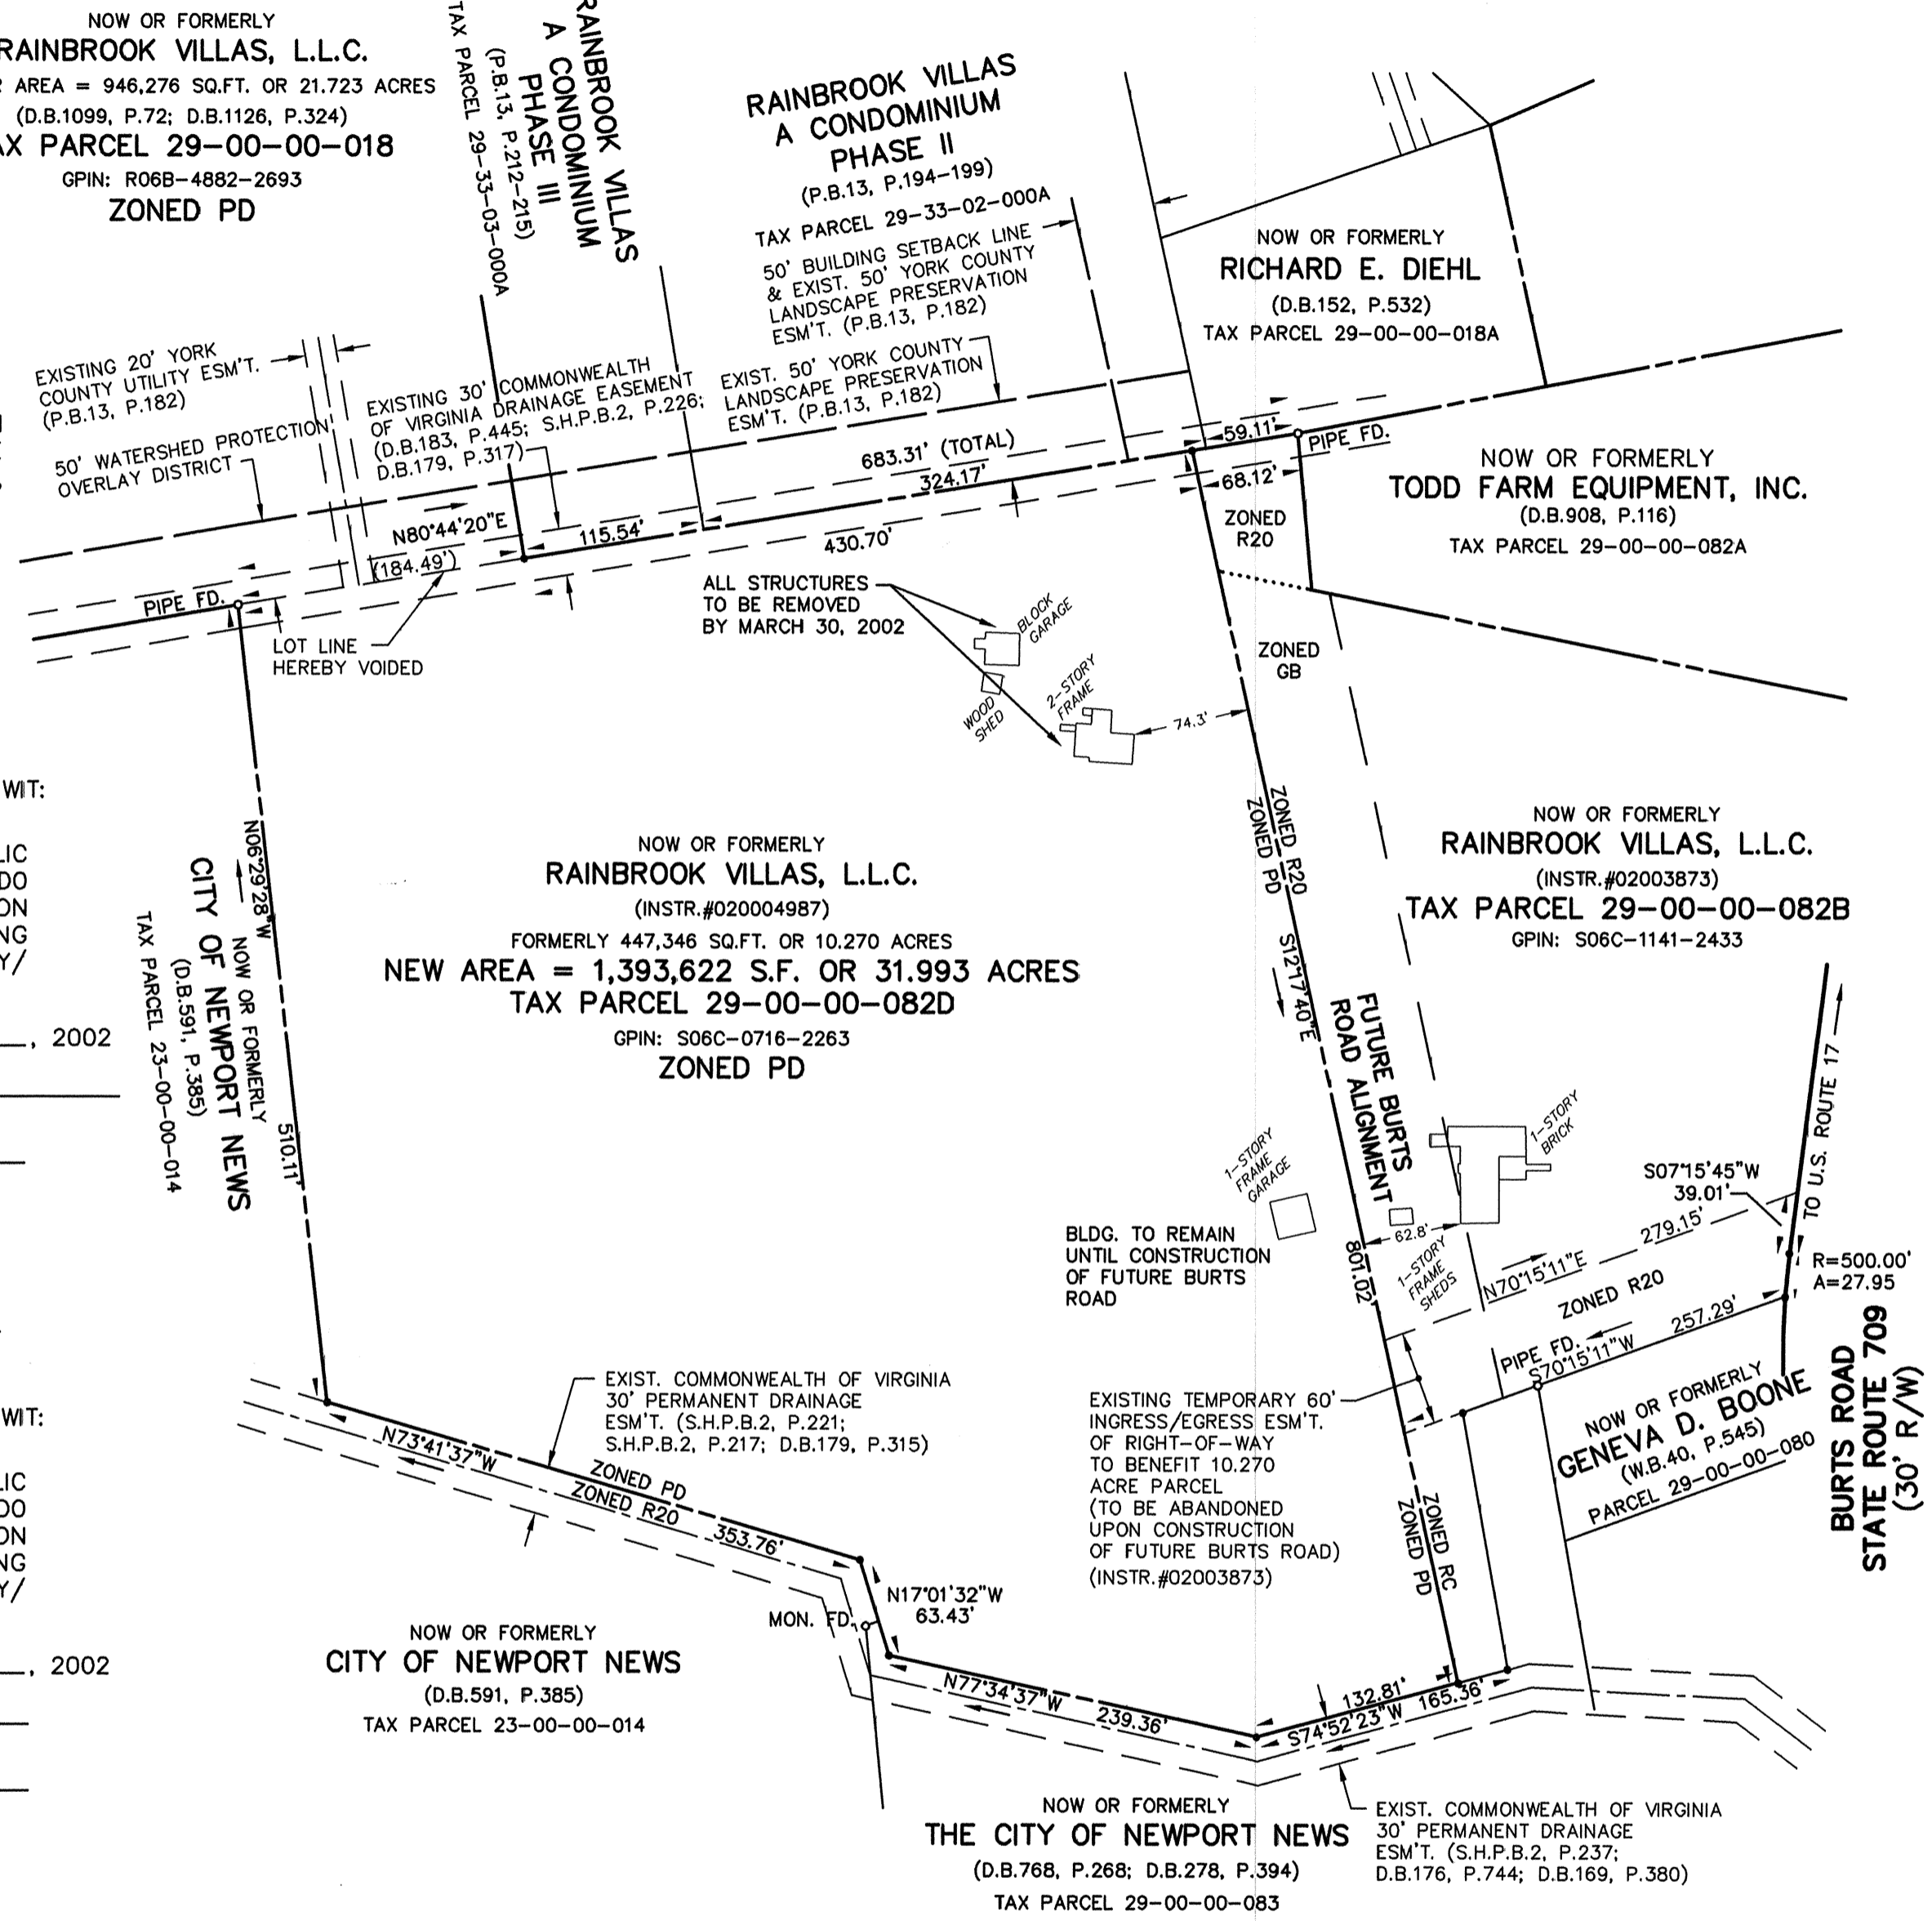 NOW OR FORMERLY
RAINBROOK VILLAS, L.L.C.
AREA = 946,276 SQ.FT. OR 21.723 ACRES
(D.B.1099, P.72; D.B.1126, P.324)
AX PARCEL 29-00-00-018
GPIN: R06B-4882-2693
ZONED PD
RAINBROOK VILLAS
A CONDOMINIUM
PHASE III
(P.B.13, P.212-215)
TAX PARCEL 29-33-03-000A
RAINBROOK VILLAS
A CONDOMINIUM
PHASE II
(P.B.13, P.194-199)
TAX PARCEL 29-33-02-000A
50' BUILDING SETBACK LINE
& EXIST. 50' YORK COUNTY
LANDSCAPE PRESERVATION
ESM'T. (P.B.13, P.182)
NOW OR FORMERLY
RICHARD E. DIEHL
(D.B.152, P.532)
TAX PARCEL 29-00-00-018A
EXISTING 20' YORK
COUNTY UTILITY ESM'T.
(P.B.13, P.182)
50' WATERSHED PROTECTION
OVERLAY DISTRICT
EXISTING 30' COMMONWEALTH
OF VIRGINIA DRAINAGE EASEMENT
(D.B.183, P.445; S.H.P.B.2, P.226;
D.B.179, P.317)
EXIST. 50' YORK COUNTY
LANDSCAPE PRESERVATION
ESM'T. (P.B.13, P.182)
683.31' (TOTAL)
324.17'
59.11'
PIPE FD.
68.12'
NOW OR FORMERLY
TODD FARM EQUIPMENT, INC.
(D.B.908, P.116)
TAX PARCEL 29-00-00-082A
ZONED
R20
N80°44'20"E
(184.49')
115.54'
430.70'
PIPE FD.
LOT LINE
HEREBY VOIDED
ALL STRUCTURES
TO BE REMOVED
BY MARCH 30, 2002
BLOCK
GARAGE
WOOD
SHED
2-STORY
FRAME
74.3'
ZONED
GB
ZONED R20
ZONED PD
WIT:
LIC
DO
ON
NG
Y/
, 2002
N06°29'28"W
510.11'
NOW OR FORMERLY
CITY OF NEWPORT NEWS
(D.B.591, P.385)
TAX PARCEL 23-00-00-014
NOW OR FORMERLY
RAINBROOK VILLAS, L.L.C.
(INSTR.#020004987)
FORMERLY 447,346 SQ.FT. OR 10.270 ACRES
NEW AREA = 1,393,622 S.F. OR 31.993 ACRES
TAX PARCEL 29-00-00-082D
GPIN: S06C-0716-2263
ZONED PD
NOW OR FORMERLY
RAINBROOK VILLAS, L.L.C.
(INSTR.#02003873)
TAX PARCEL 29-00-00-082B
GPIN: S06C-1141-2433
S12°17'40"E
801.02'
FUTURE BURTS
ROAD ALIGNMENT
1-STORY
FRAME
GARAGE
1-STORY
BRICK
BLDG. TO REMAIN
UNTIL CONSTRUCTION
OF FUTURE BURTS
ROAD
62.8'
1-STORY
FRAME
SHEDS
S07°15'45"W
39.01'
TO U.S. ROUTE 17
279.15'
N70°15'11"E
ZONED R20
R=500.00'
A=27.95
257.29'
PIPE FD.
S70°15'11"W
NOW OR FORMERLY
GENEVA D. BOONE
(W.B.40, P.545)
PARCEL 29-00-00-080
BURTS ROAD
STATE ROUTE 709
(30' R/W)
EXIST. COMMONWEALTH OF VIRGINIA
30' PERMANENT DRAINAGE
ESM'T. (S.H.P.B.2, P.221;
S.H.P.B.2, P.217; D.B.179, P.315)
EXISTING TEMPORARY 60'
INGRESS/EGRESS ESM'T.
OF RIGHT-OF-WAY
TO BENEFIT 10.270
ACRE PARCEL
(TO BE ABANDONED
UPON CONSTRUCTION
OF FUTURE BURTS ROAD)
(INSTR.#02003873)
WIT:
LIC
DO
ON
NG
Y/
, 2002
N73°41'37"W
ZONED PD
ZONED R20
353.76'
N17°01'32"W
63.43'
MON. FD.
ZONED RC
ZONED PD
NOW OR FORMERLY
CITY OF NEWPORT NEWS
(D.B.591, P.385)
TAX PARCEL 23-00-00-014
N77°34'37"W
239.36'
132.81'
S74°52'23"W
165.36'
NOW OR FORMERLY
THE CITY OF NEWPORT NEWS
(D.B.768, P.268; D.B.278, P.394)
TAX PARCEL 29-00-00-083
EXIST. COMMONWEALTH OF VIRGINIA
30' PERMANENT DRAINAGE
ESM'T. (S.H.P.B.2, P.237;
D.B.176, P.744; D.B.169, P.380)